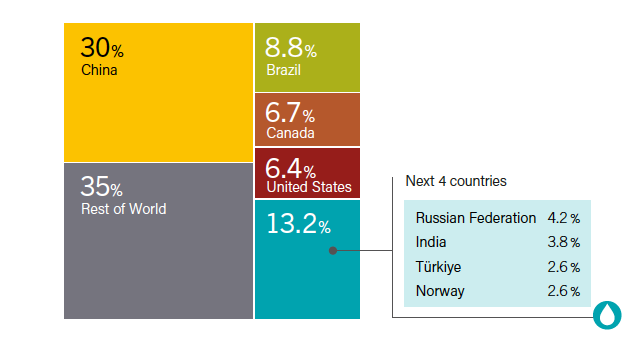 30%
China
35%
Rest of World
8.8%
Brazil
6.7%
Canada
6.4%
United States
13.2%
Next 4 countries
Russian Federation 4.2%
India 3.8%
Türkiye 2.6%
Norway 2.6%